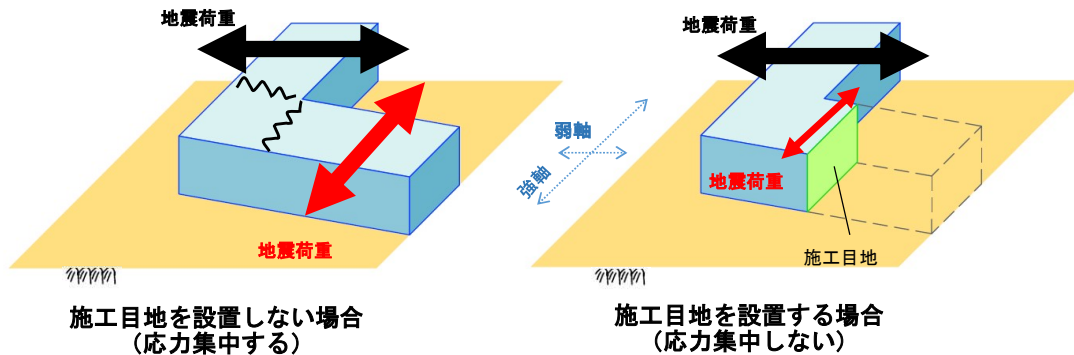 地震荷重
地震荷重
施工目地を設置しない場合
（応力集中する）
弱軸
強軸
地震荷重
地震荷重
施工目地
施工目地を設置する場合
（応力集中しない）